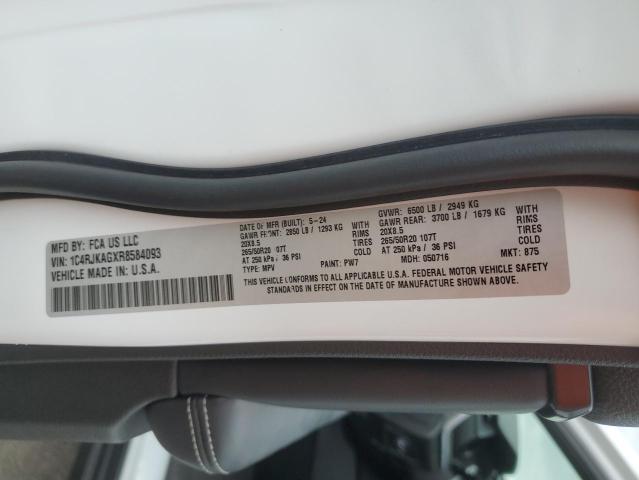 MFD BY: FCA US LLC
VIN: 1C4RJKAGXR8584093
VEHICLE MADE IN U.S.A.
DATE OF MFR (BUILT): 5-24
GAWR FRONT: 2850 LB / 1293 KG
WITH
20X8.5
RIMS
265/50R20 107T
TIRES
AT 250 kPa / 36 PSI
COLD
GVWR: 6500 LB / 2949 KG
GAWR REAR: 3700 LB / 1679 KG
WITH
20X8.5
RIMS
265/50R20 107T
TIRES
AT 250 kPa / 36 PSI
COLD
TYPE: MPV PAINT: PW7 MDH: 050716 MKT: 875
THIS VEHICLE CONFORMS TO ALL APPLICABLE U.S.A. FEDERAL MOTOR VEHICLE SAFETY
STANDARDS IN EFFECT ON THE DATE OF MANUFACTURE SHOWN ABOVE.